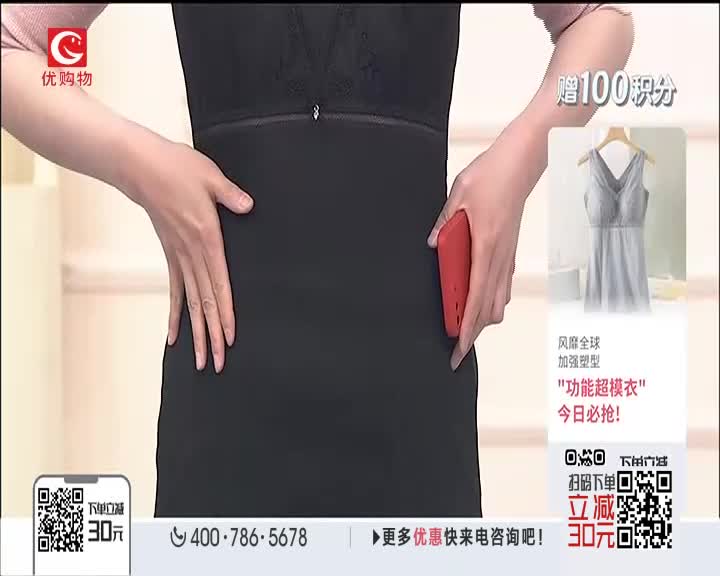 优购物
赠100积分
风靡全球
加强塑型
"功能超模衣"
今日必抢!
下单立减
扫码下单
立减
30元
下单立减
30元
400·786·5678
更多优惠快来电咨询吧!